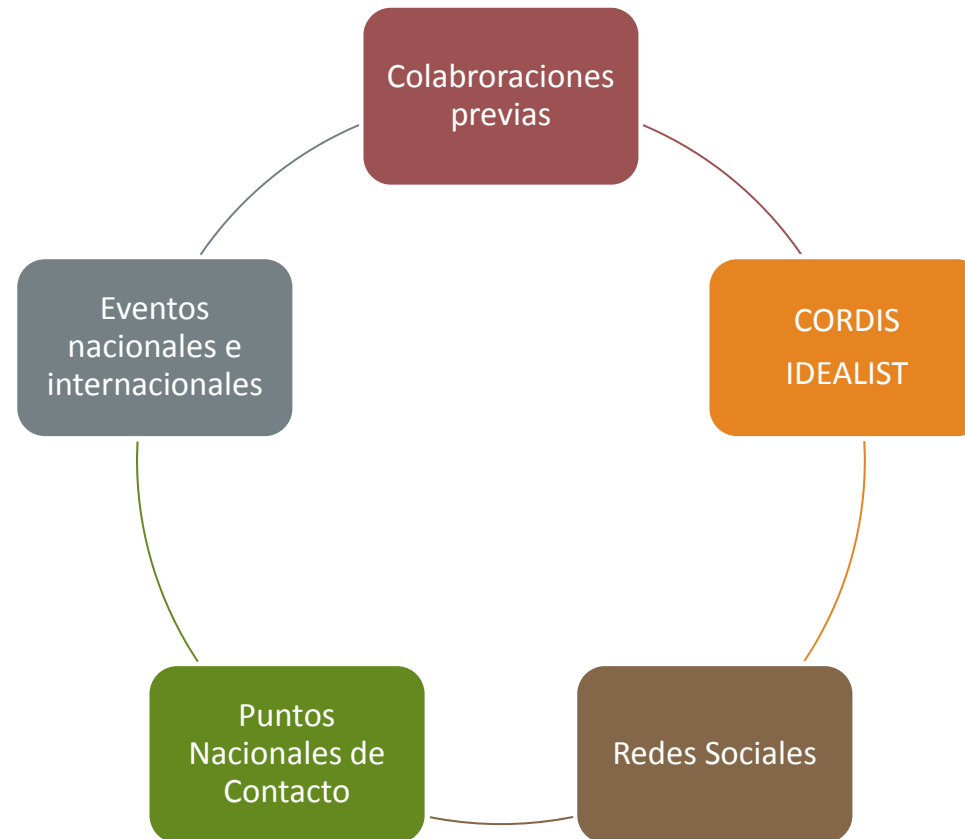 Colabroraciones
previas
CORDIS
IDEALIST
Redes Sociales
Puntos
Nacionales de
Contacto
Eventos
nacionales e
internacionales